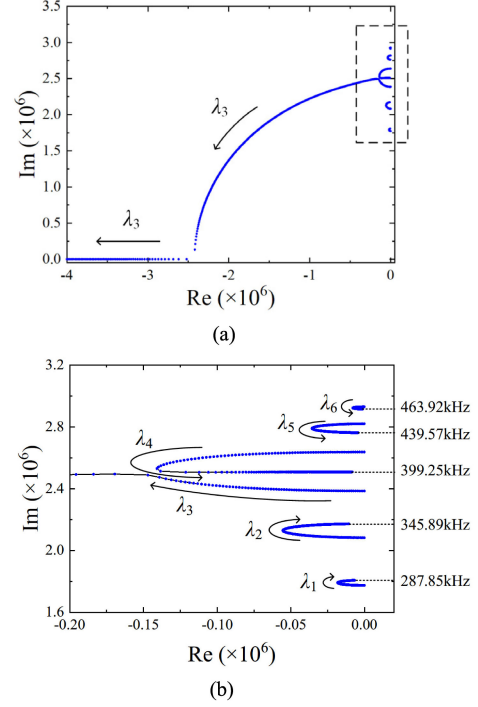 3.5
3.0
2.5
2.0
1.5
1.0
0.5
0.0
Im (×10⁶)
λ₃
λ₃
-4 -3 -2 -1 0
Re (×10⁶)
(a)
3.2
2.8
2.4
2.0
1.6
Im (×10⁶)
λ₆
463.92kHz
λ₅
439.57kHz
λ₄
399.25kHz
λ₃
345.89kHz
λ₂
287.85kHz
λ₁
-0.20 -0.15 -0.10 -0.05 0.00
Re (×10⁶)
(b)